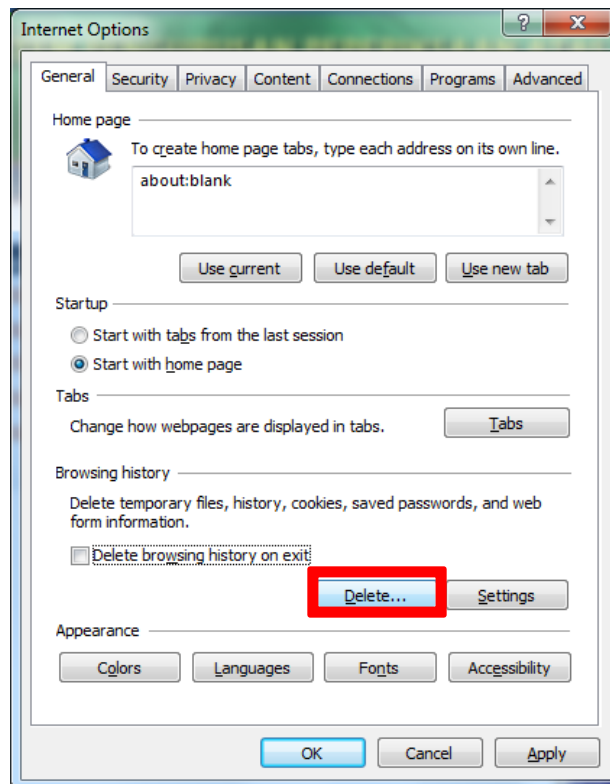 Internet Options
?
X
General Security Privacy Content Connections Programs Advanced
Home page
To create home page tabs, type each address on its own line.
about:blank
Use current Use default Use new tab
Startup
Start with tabs from the last session
Start with home page
Tabs
Change how webpages are displayed in tabs. Tabs
Browsing history
Delete temporary files, history, cookies, saved passwords, and web
form information.
Delete browsing history on exit
Delete... Settings
Appearance
Colors Languages Fonts Accessibility
OK Cancel Apply